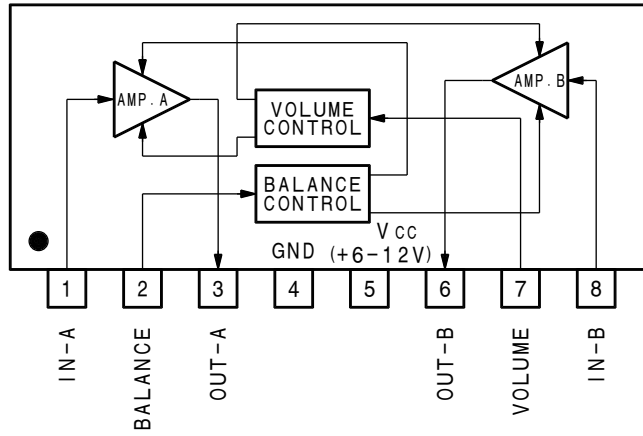 AMP.A
AMP.B
VOLUME
CONTROL
BALANCE
CONTROL
VCC
GND (+6-12V)
1 2 3 4 5 6 7 8
IN-A
BALANCE
OUT-A
OUT-B
VOLUME
IN-B